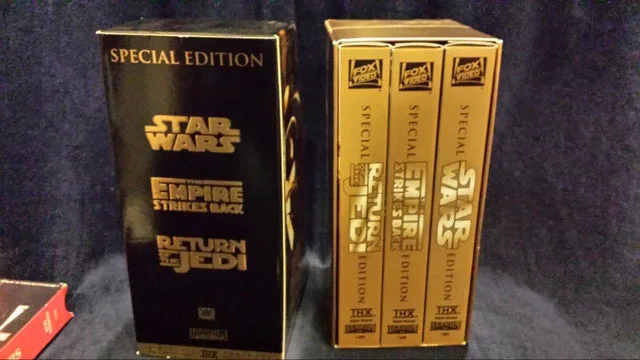 SPECIAL EDITION
STAR
WARS
THE
EMPIRE
STRIKES BACK
RETURN
OF THE
JEDI
THX
FOX
VIDEO
SPECIAL EDITION
RETURN
OF THE
JEDI
THX
FOX
VIDEO
SPECIAL EDITION
THE
EMPIRE
STRIKES BACK
THX
FOX
VIDEO
SPECIAL EDITION
STAR
WARS
THX